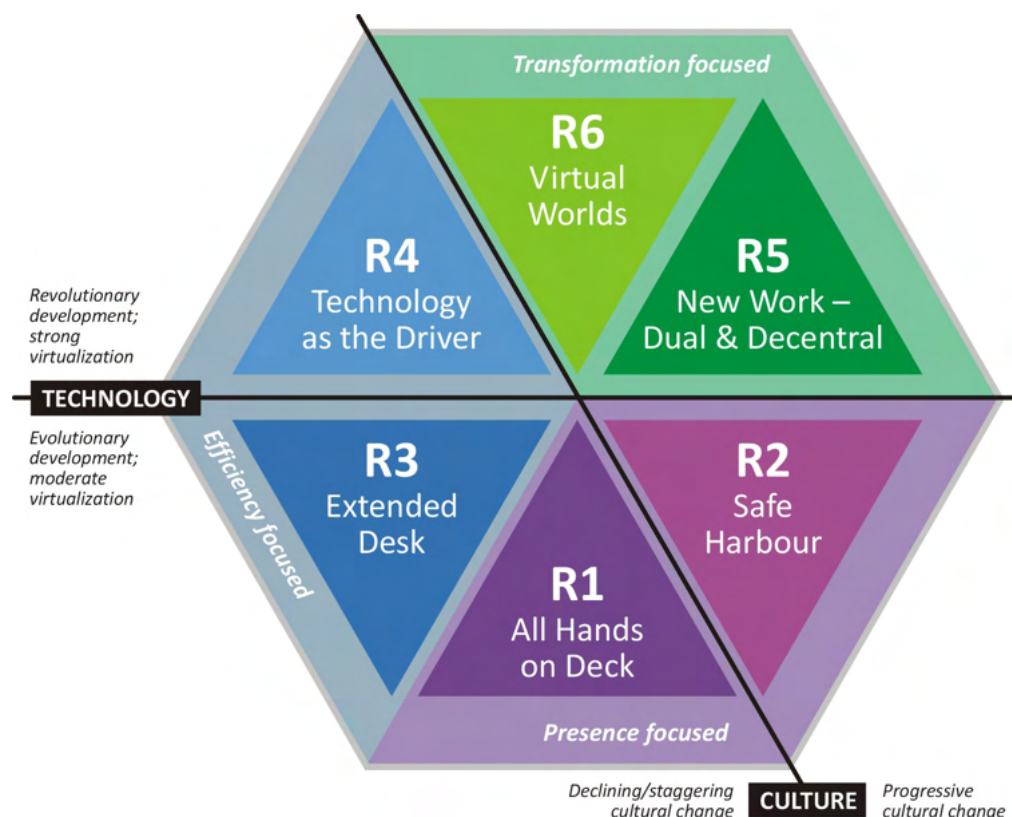 Transformation focused
R6
Virtual
Worlds
R4
Technology
as the Driver
R5
New Work –
Dual & Decentral
Revolutionary
development;
strong
virtualization
TECHNOLOGY
Evolutionary
development;
moderate
virtualization
Efficiency focused
R3
Extended
Desk
R2
Safe
Harbour
R1
All Hands
on Deck
Presence focused
Declining/staggering
cultural change
CULTURE
Progressive
cultural change